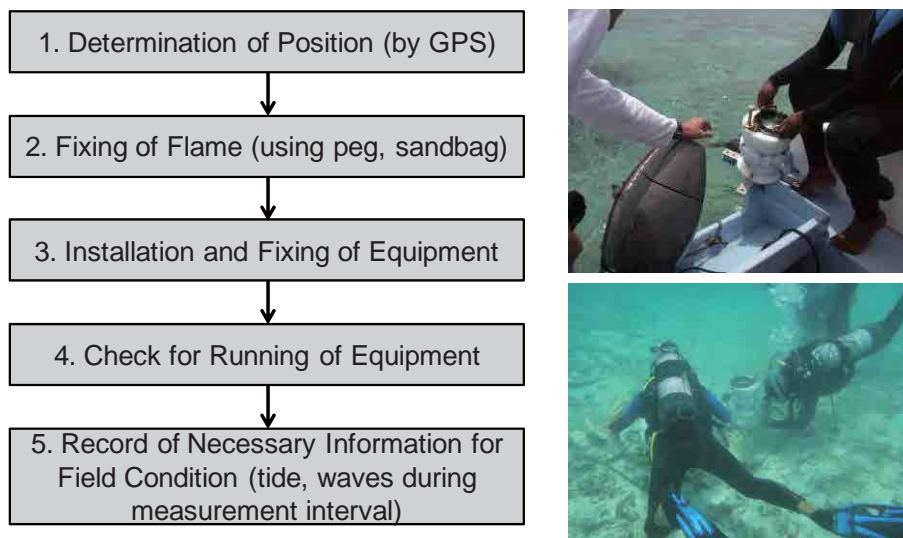 1. Determination of Position (by GPS)
2. Fixing of Flame (using peg, sandbag)
3. Installation and Fixing of Equipment
4. Check for Running of Equipment
5. Record of Necessary Information for
Field Condition (tide, waves during
measurement interval)